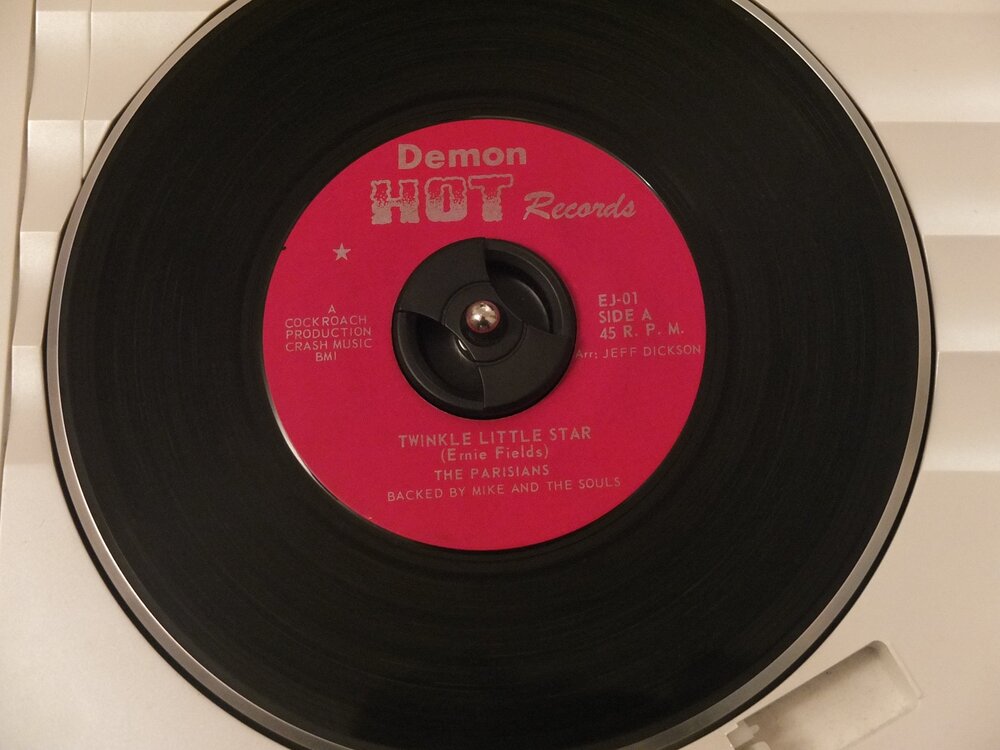 Demon
HOT Records
A
COCKROACH
PRODUCTION
CRASH MUSIC
BMI
EJ-01
SIDE A
45 R. P. M.
Arr: JEFF DICKSON
TWINKLE LITTLE STAR
(Ernie Fields)
THE PARISIANS
BACKED BY MIKE AND THE SOUL'S